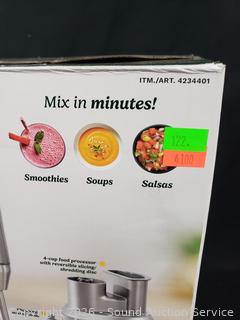 ITM./ART. 4234401
Mix in minutes!
Smoothies
Soups
Salsas
122.
4100
4-cup food processor
with reversible slicing/
shredding disc
Copyright 2026 - Sound Auction Service